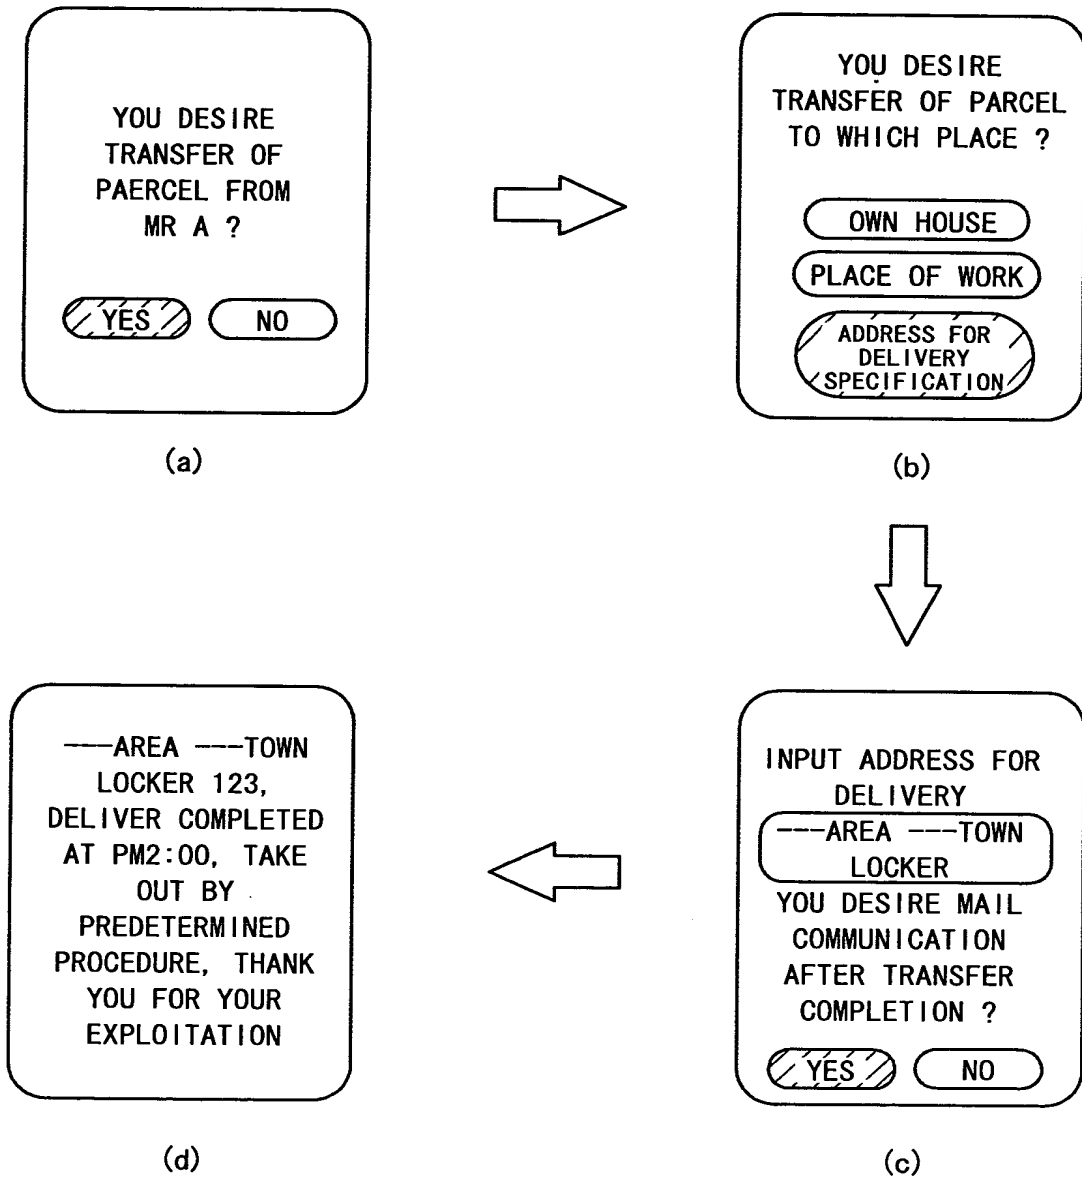 YOU DESIRE
TRANSFER OF
PAERCEL FROM
MR A ?
YES
NO
(a)
YOU DESIRE
TRANSFER OF PARCEL
TO WHICH PLACE ?
OWN HOUSE
PLACE OF WORK
ADDRESS FOR
DELIVERY
SPECIFICATION
(b)
INPUT ADDRESS FOR
DELIVERY
---AREA ---TOWN
LOCKER
YOU DESIRE MAIL
COMMUNICATION
AFTER TRANSFER
COMPLETION ?
YES
NO
(c)
---AREA ---TOWN
LOCKER 123,
DELIVER COMPLETED
AT PM2:00, TAKE
OUT BY
PREDETERMINED
PROCEDURE, THANK
YOU FOR YOUR
EXPLOITATION
(d)